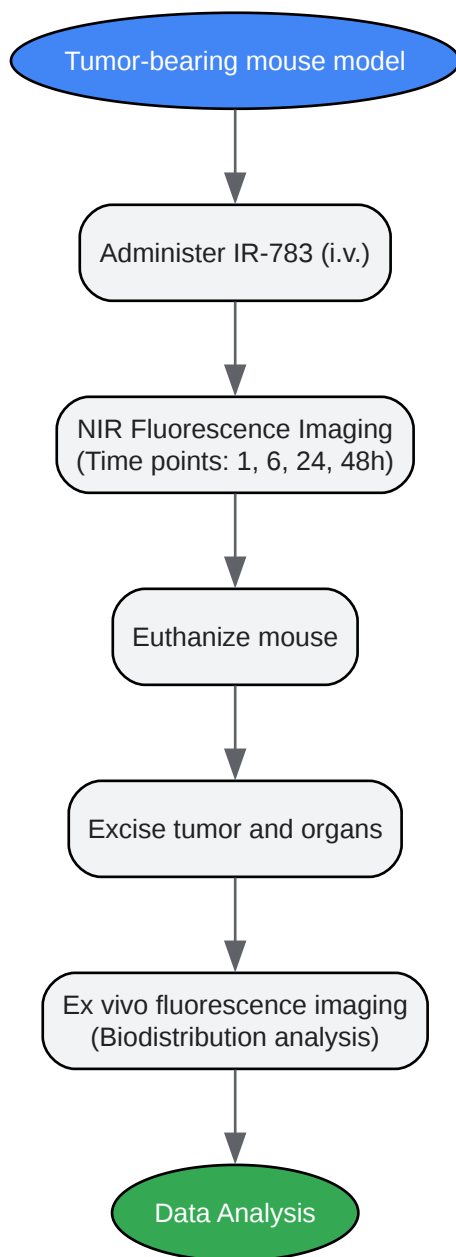 Tumor-bearing mouse model
Administer IR-783 (i.v.)
NIR Fluorescence Imaging
(Time points: 1, 6, 24, 48h)
Euthanize mouse
Excise tumor and organs
Ex vivo fluorescence imaging
(Biodistribution analysis)
Data Analysis